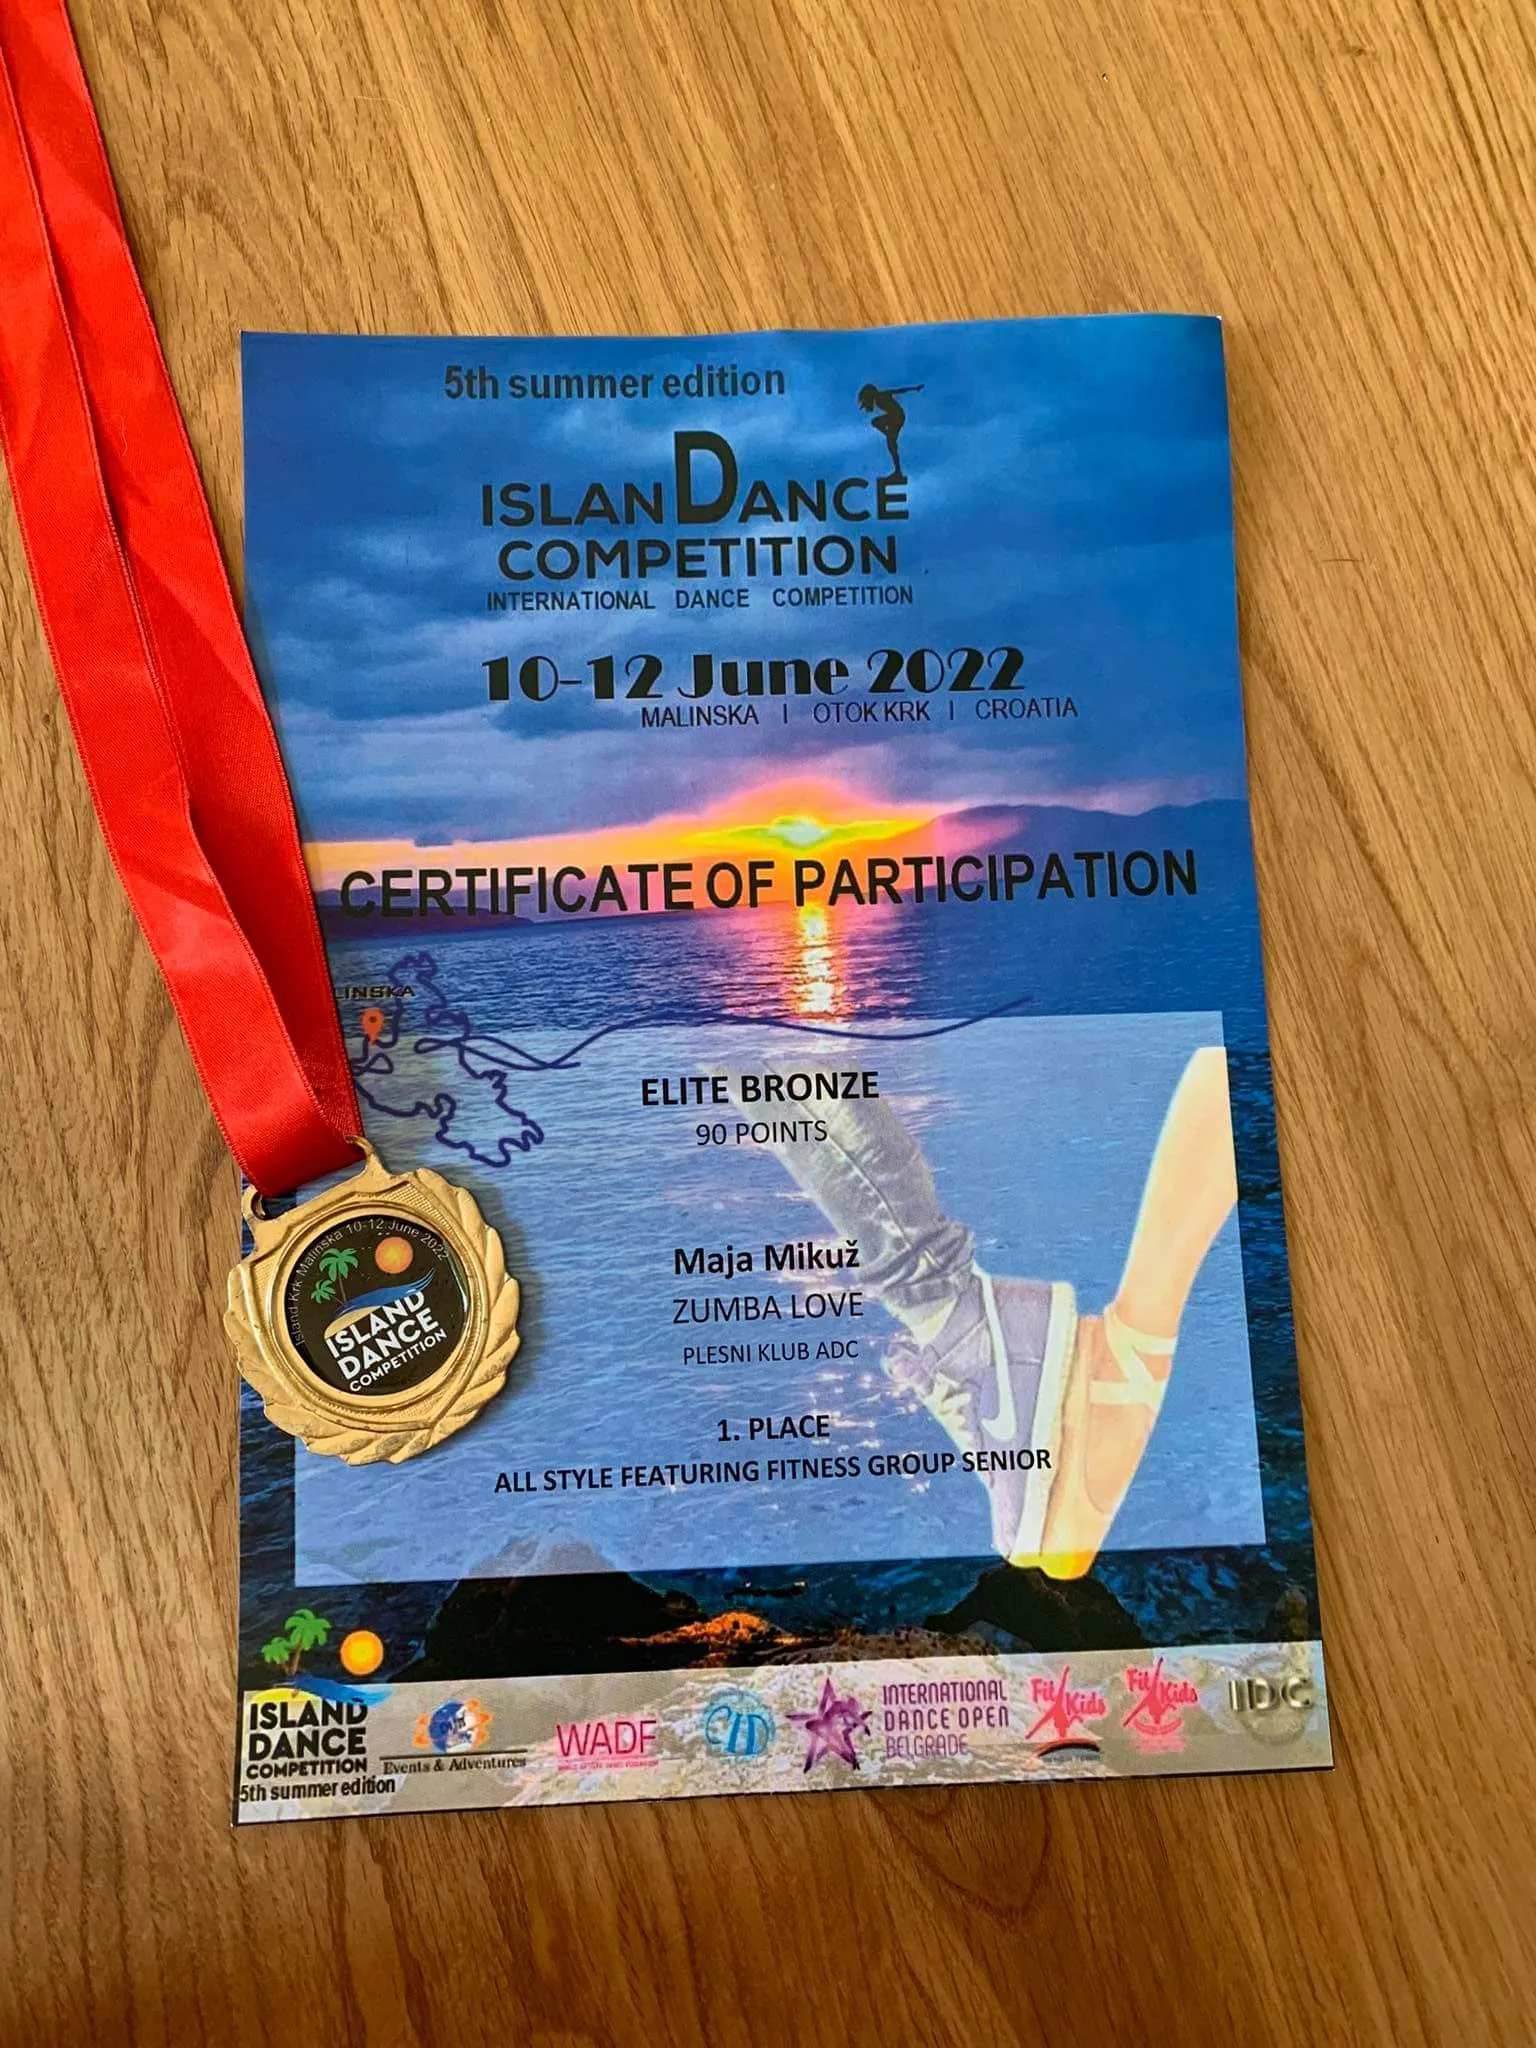 5th summer edition
ISLANDANCE
COMPETITION
INTERNATIONAL DANCE COMPETITION
10-12 June 2022
MALINSKA | OTOK KRK | CROATIA
CERTIFICATE OF PARTICIPATION
LINSKA
ELITE BRONZE
90 POINTS
Maja Mikuž
ZUMBA LOVE
PLESNI KLUB ADC
1. PLACE
ALL STYLE FEATURING FITNESS GROUP SENIOR
Island Krk Malinska 10-12.June 2022
ISLAND
DANCE
COMPETITION
ISLAND
DANCE
COMPETITION
5th summer edition
Events & Adventures
WADF
CID
INTERNATIONAL
DANCE OPEN
BELGRADE
Fit Kids
Fit Kids
IDC